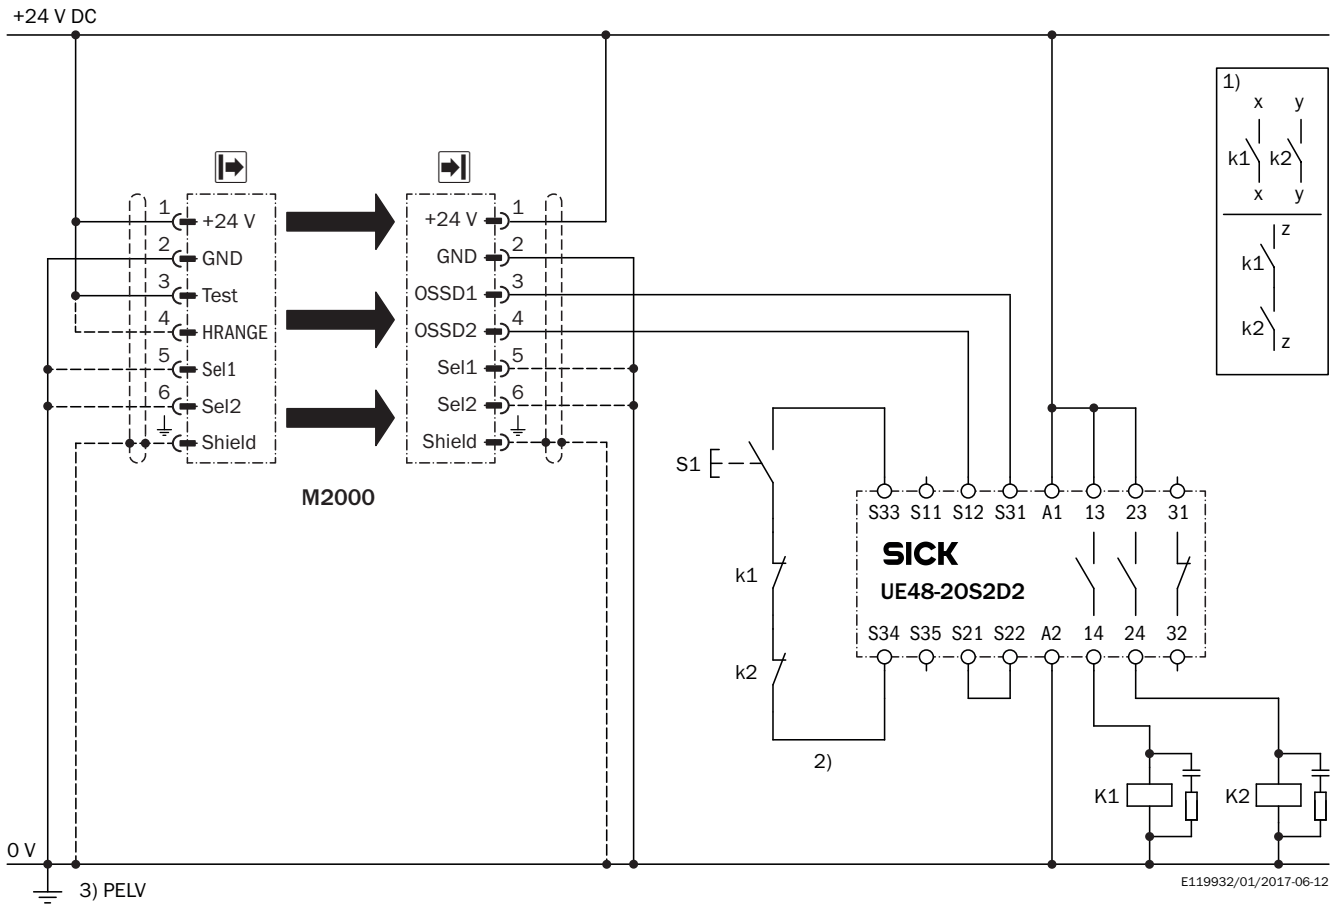 +24 V DC
1)
x y
k1 k2
x y
z
k1
k2
z
1 +24 V
2 GND
3 Test
4 HRANGE
5 Sel1
6 Sel2
Shield
+24 V 1
GND 2
OSSD1 3
OSSD2 4
Sel1 5
Sel2 6
Shield
M2000
S1
k1
k2
2)
S33 S11 S12 S31 A1 13 23 31
SICK
UE48-2OS2D2
S34 S35 S21 S22 A2 14 24 32
K1
K2
0 V
3) PELV
E119932/01/2017-06-12